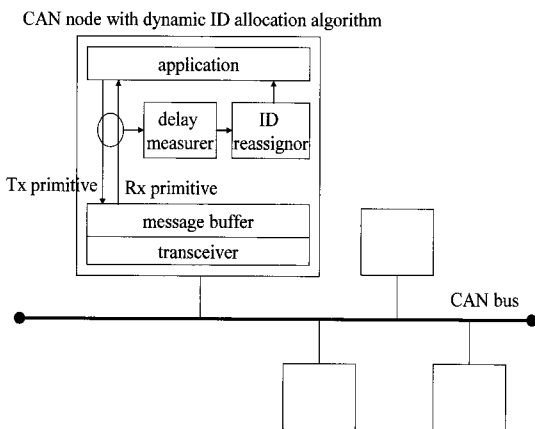 CAN node with dynamic ID allocation algorithm
application
delay
measurer
ID
reassignor
Tx primitive
Rx primitive
message buffer
transceiver
CAN bus